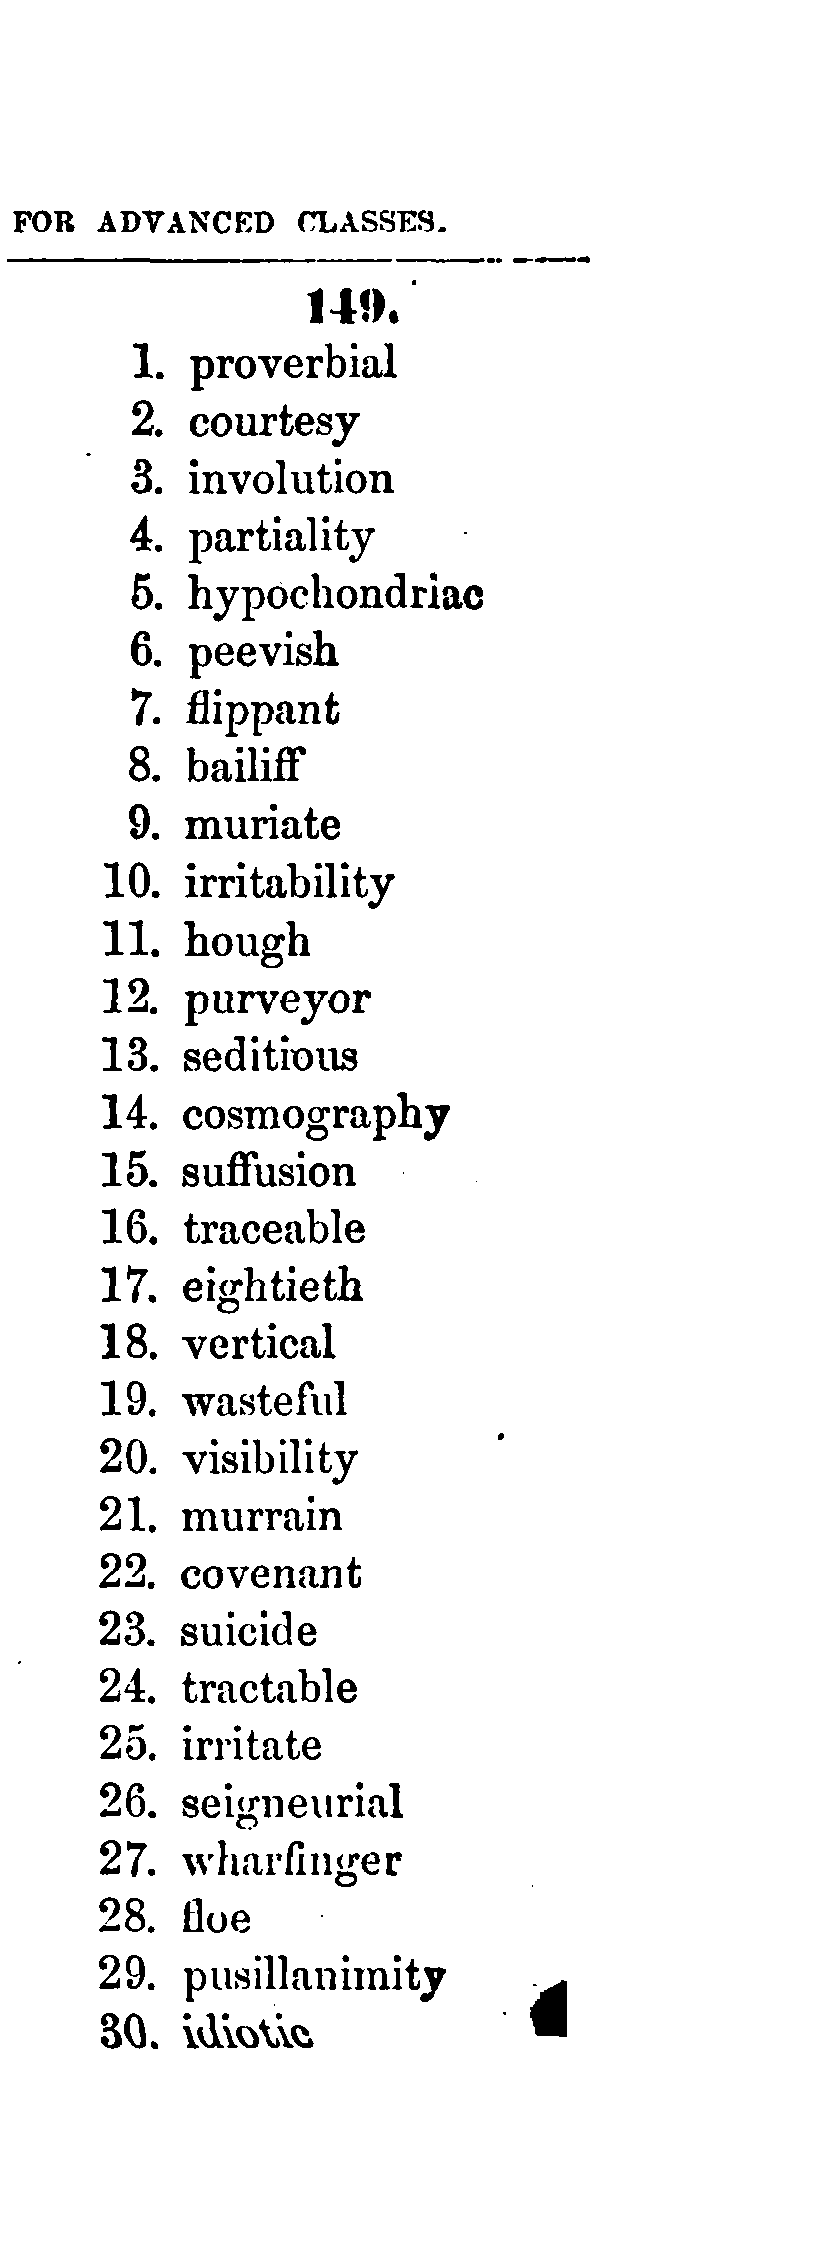 FOR ADVANCED CLASSES.
149.
1. proverbial
2. courtesy
3. involution
4. partiality
5. hypochondriac
6. peevish
7. flippant
8. bailiff
9. muriate
10. irritability
11. hough
12. purveyor
13. seditious
14. cosmography
15. suffusion
16. traceable
17. eightieth
18. vertical
19. wasteful
20. visibility
21. murrain
22. covenant
23. suicide
24. tractable
25. irritate
26. seigneurial
27. wharfinger
28. floe
29. pusillanimity
30. idiotic